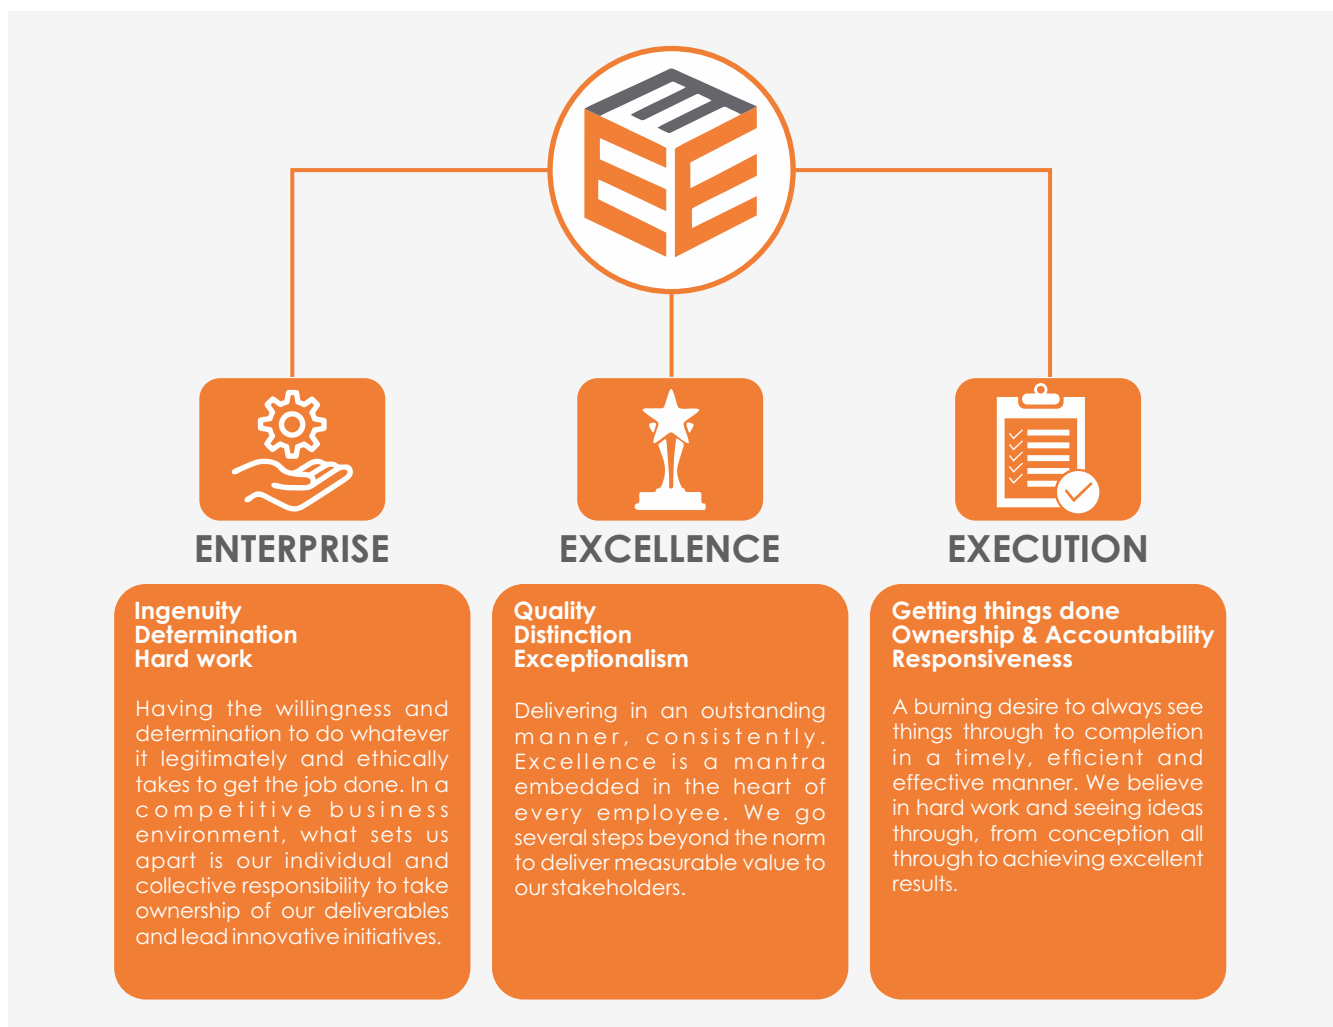 EEE
ENTERPRISE
Ingenuity
Determination
Hard work
Having the willingness and
determination to do whatever
it legitimately and ethically
takes to get the job done. In a
competitive business
environment, what sets us
apart is our individual and
collective responsibility to take
ownership of our deliverables
and lead innovative initiatives.
EXCELLENCE
Quality
Distinction
Exceptionalism
Delivering in an outstanding
manner, consistently.
Excellence is a mantra
embedded in the heart of
every employee. We go
several steps beyond the norm
to deliver measurable value to
our stakeholders.
EXECUTION
Getting things done
Ownership & Accountability
Responsiveness
A burning desire to always see
things through to completion
in a timely, efficient and
effective manner. We believe
in hard work and seeing ideas
through, from conception all
through to achieving excellent
results.